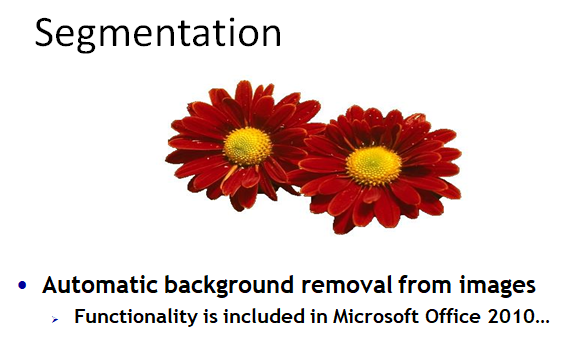 Segmentation
• Automatic background removal from images
➢ Functionality is included in Microsoft Office 2010…